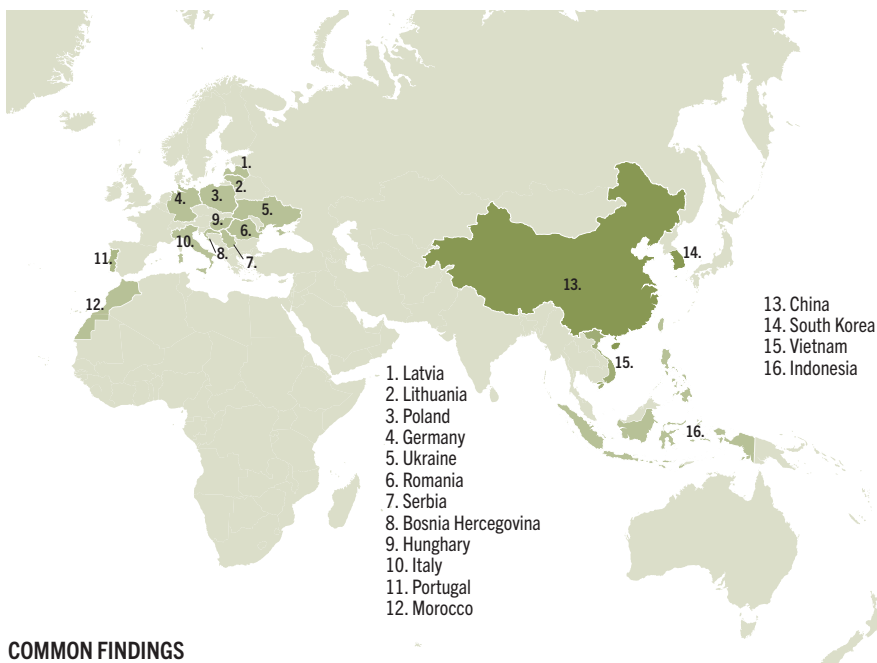 1.
2.
3.
4.
5.
9.
6.
10.
8.
7.
11.
12.
13.
14.
15.
16.
13. China
14. South Korea
15. Vietnam
16. Indonesia
1. Latvia
2. Lithuania
3. Poland
4. Germany
5. Ukraine
6. Romania
7. Serbia
8. Bosnia Hercegovina
9. Hunghary
10. Italy
11. Portugal
12. Morocco
COMMON FINDINGS